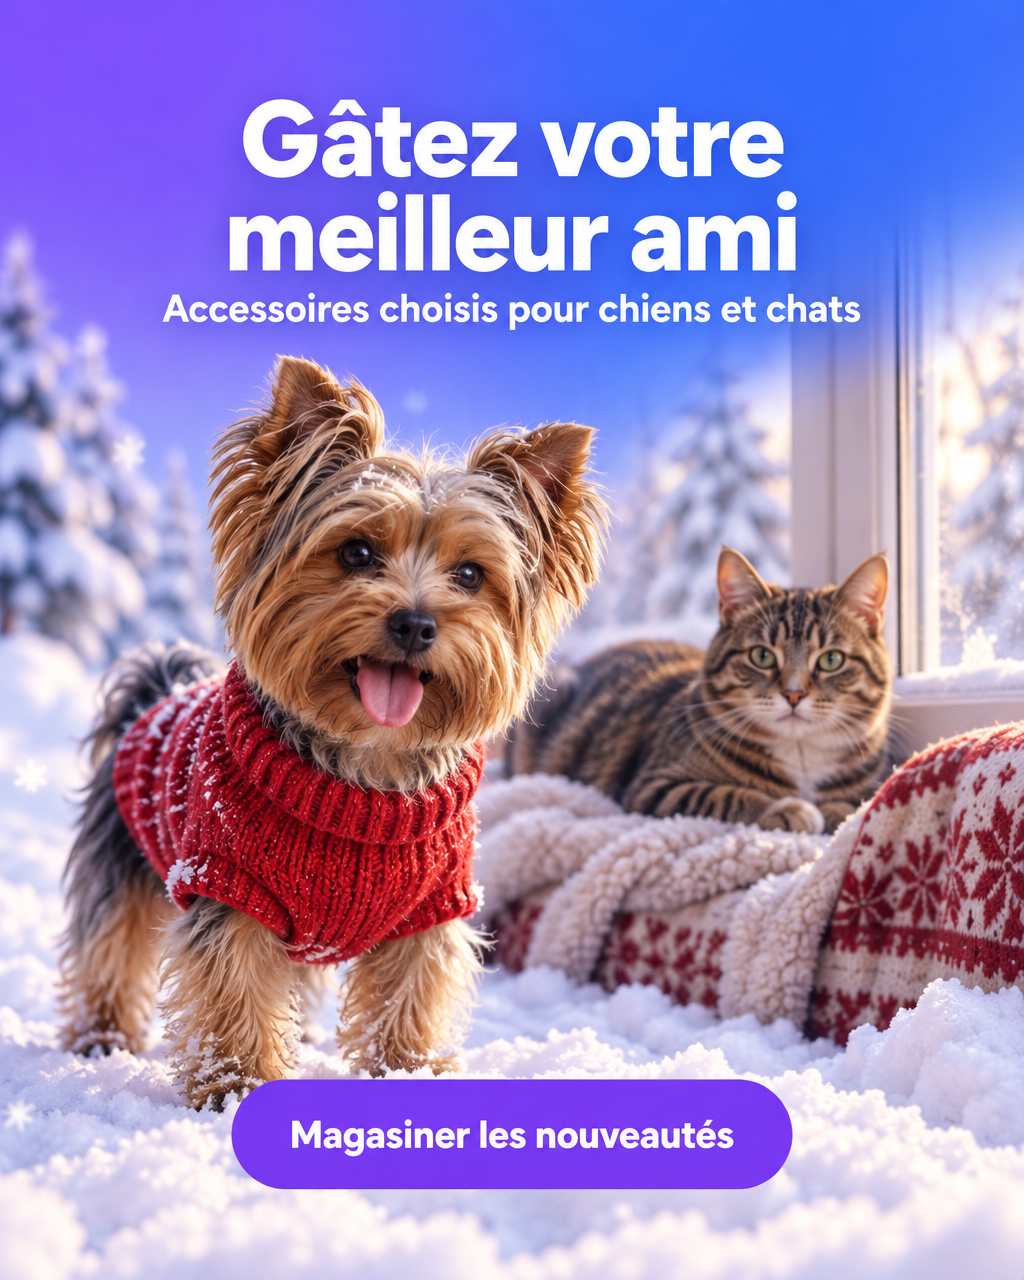 Gâtez votre
meilleur ami
Accessoires choisis pour chiens et chats
Magasiner les nouveautés